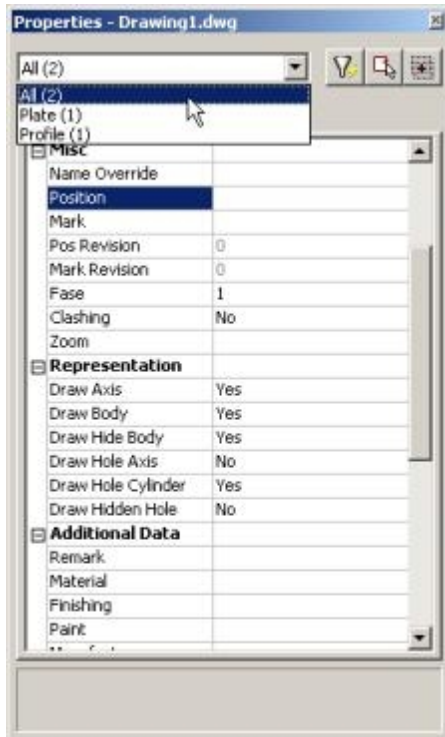 Properties - Drawing1.dwg
All (2)
All (2)
Plate (1)
Profile (1)
Misc
Name Override
Position
Mark
Pos Revision 0
Mark Revision 0
Fase 1
Clashing No
Zoom
Representation
Draw Axis Yes
Draw Body Yes
Draw Hide Body Yes
Draw Hole Axis No
Draw Hole Cylinder Yes
Draw Hidden Hole No
Additional Data
Remark
Material
Finishing
Paint